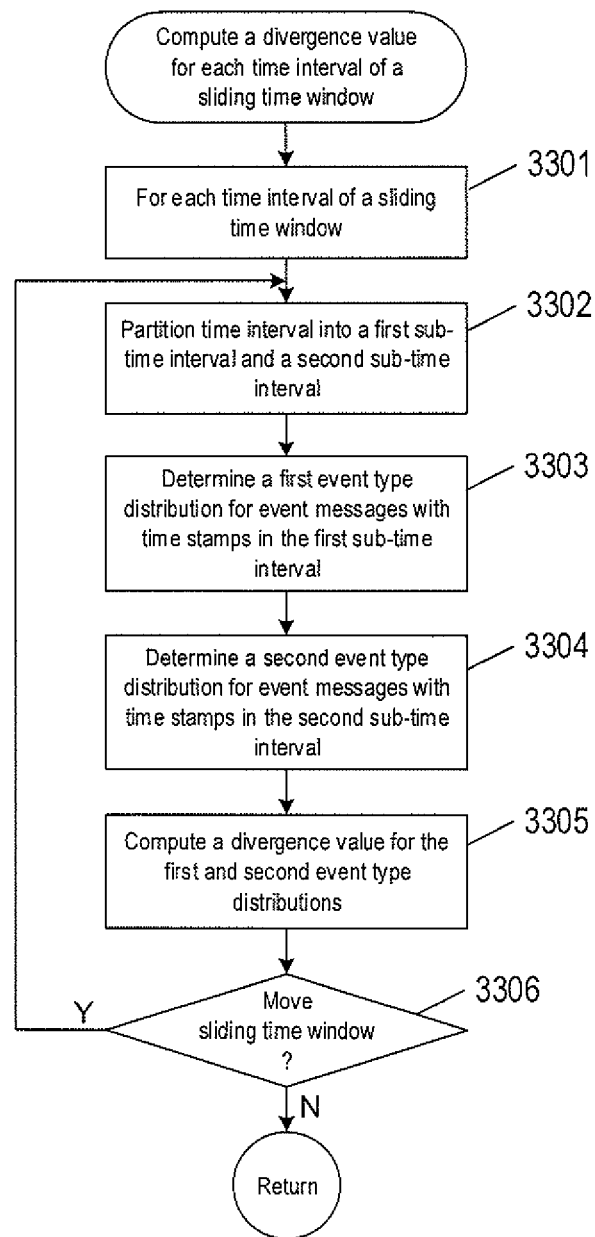 Compute a divergence value
for each time interval of a
sliding time window
3301
For each time interval of a sliding
time window
3302
Partition time interval into a first sub-
time interval and a second sub-time
interval
3303
Determine a first event type
distribution for event messages with
time stamps in the first sub-time
interval
3304
Determine a second event type
distribution for event messages with
time stamps in the second sub-time
interval
3305
Compute a divergence value for the
first and second event type
distributions
3306
Y
Move
sliding time window
?
N
Return